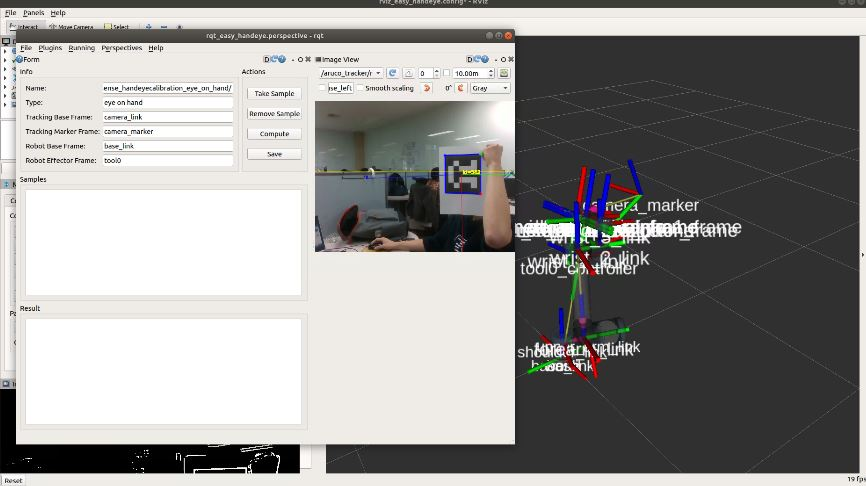 rviz_easy_handeye.config* - RViz
File Panels Help
Interact Move Camera Select
rqt_easy_handeye.perspective - rqt
File Plugins Running Perspectives Help
Form
Info
Name: ense_handeyecalibration_eye_on_hand/
Type: eye on hand
Tracking Base Frame: camera_link
Tracking Marker Frame: camera_marker
Robot Base Frame: base_link
Robot Effector Frame: tool0
Actions
Take Sample
Remove Sample
Compute
Save
Samples
Result
Image View
/aruco_tracker/r 0 10.00m
ise_left Smooth scaling 0° Gray
camera_marker
wrist_3_link
tool0_controller
Reset
19 fps